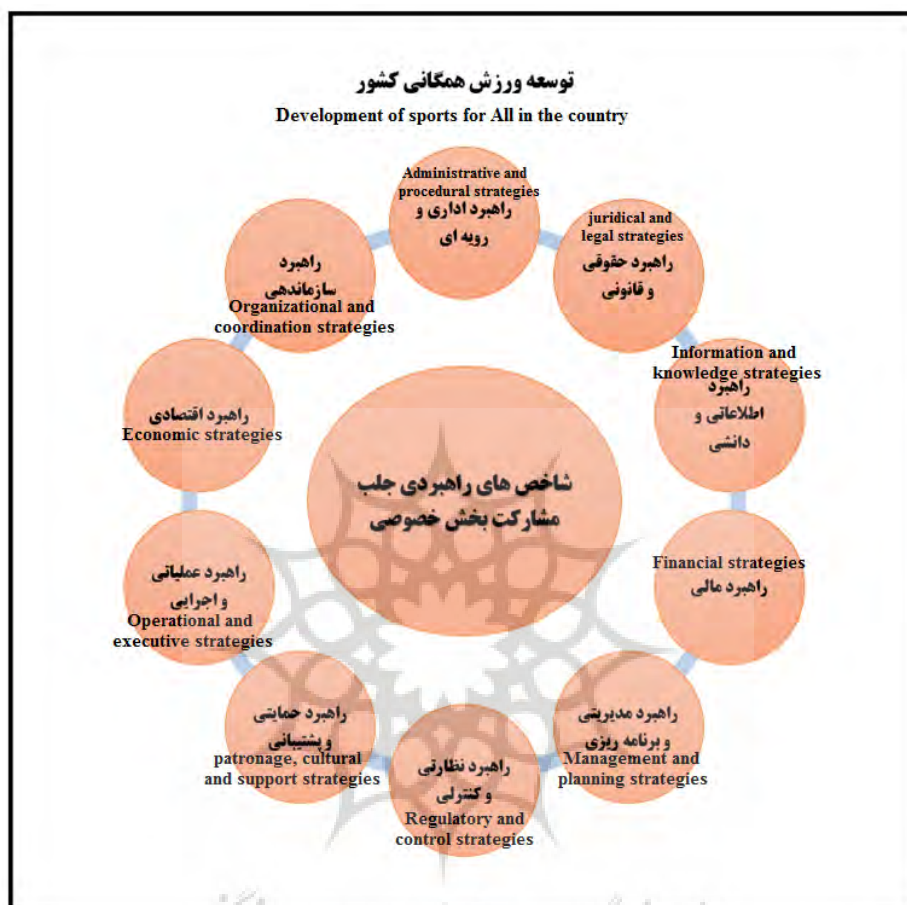 توسعه ورزش همگانی کشور
Development of sports for All in the country
Administrative and
procedural strategies
راهبرد اداری و
رویه ای
juridical and
legal strategies
راهبرد حقوقی
و قانونی
Information and
knowledge strategies
راهبرد
اطلاعاتی و
دانشی
Financial strategies
راهبرد مالی
راهبرد مدیریتی
و برنامه ریزی
Management and
planning strategies
راهبرد نظارتی
و کنترلی
Regulatory and
control strategies
راهبرد حمایتی
و پشتیبانی
patronage, cultural
and support strategies
راهبرد عملیاتی
و اجرایی
Operational and
executive strategies
راهبرد اقتصادی
Economic strategies
راهبرد
سازماندهی
Organizational and
coordination strategies
شاخص های راهبردی جلب
مشارکت بخش خصوصی